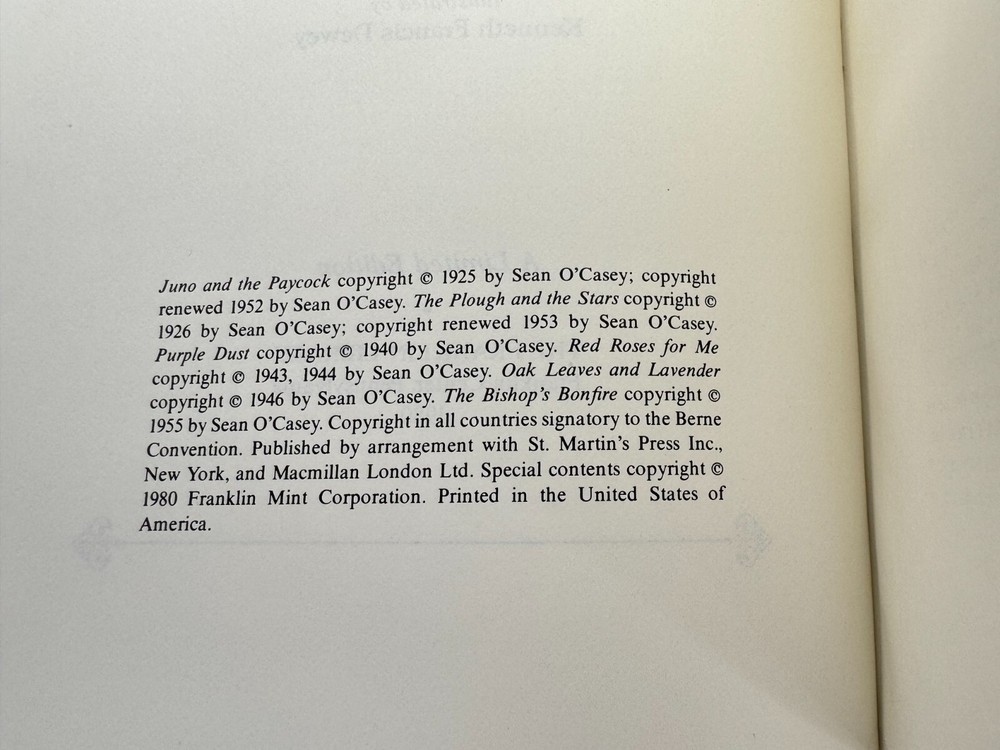 Juno and the Paycock copyright © 1925 by Sean O'Casey; copyright
renewed 1952 by Sean O'Casey. The Plough and the Stars copyright ©
1926 by Sean O'Casey; copyright renewed 1953 by Sean O'Casey.
Purple Dust copyright © 1940 by Sean O'Casey. Red Roses for Me
copyright © 1943, 1944 by Sean O'Casey. Oak Leaves and Lavender
copyright © 1946 by Sean O'Casey. The Bishop's Bonfire copyright ©
1955 by Sean O'Casey. Copyright in all countries signatory to the Berne
Convention. Published by arrangement with St. Martin's Press Inc.,
New York, and Macmillan London Ltd. Special contents copyright ©
1980 Franklin Mint Corporation. Printed in the United States of
America.